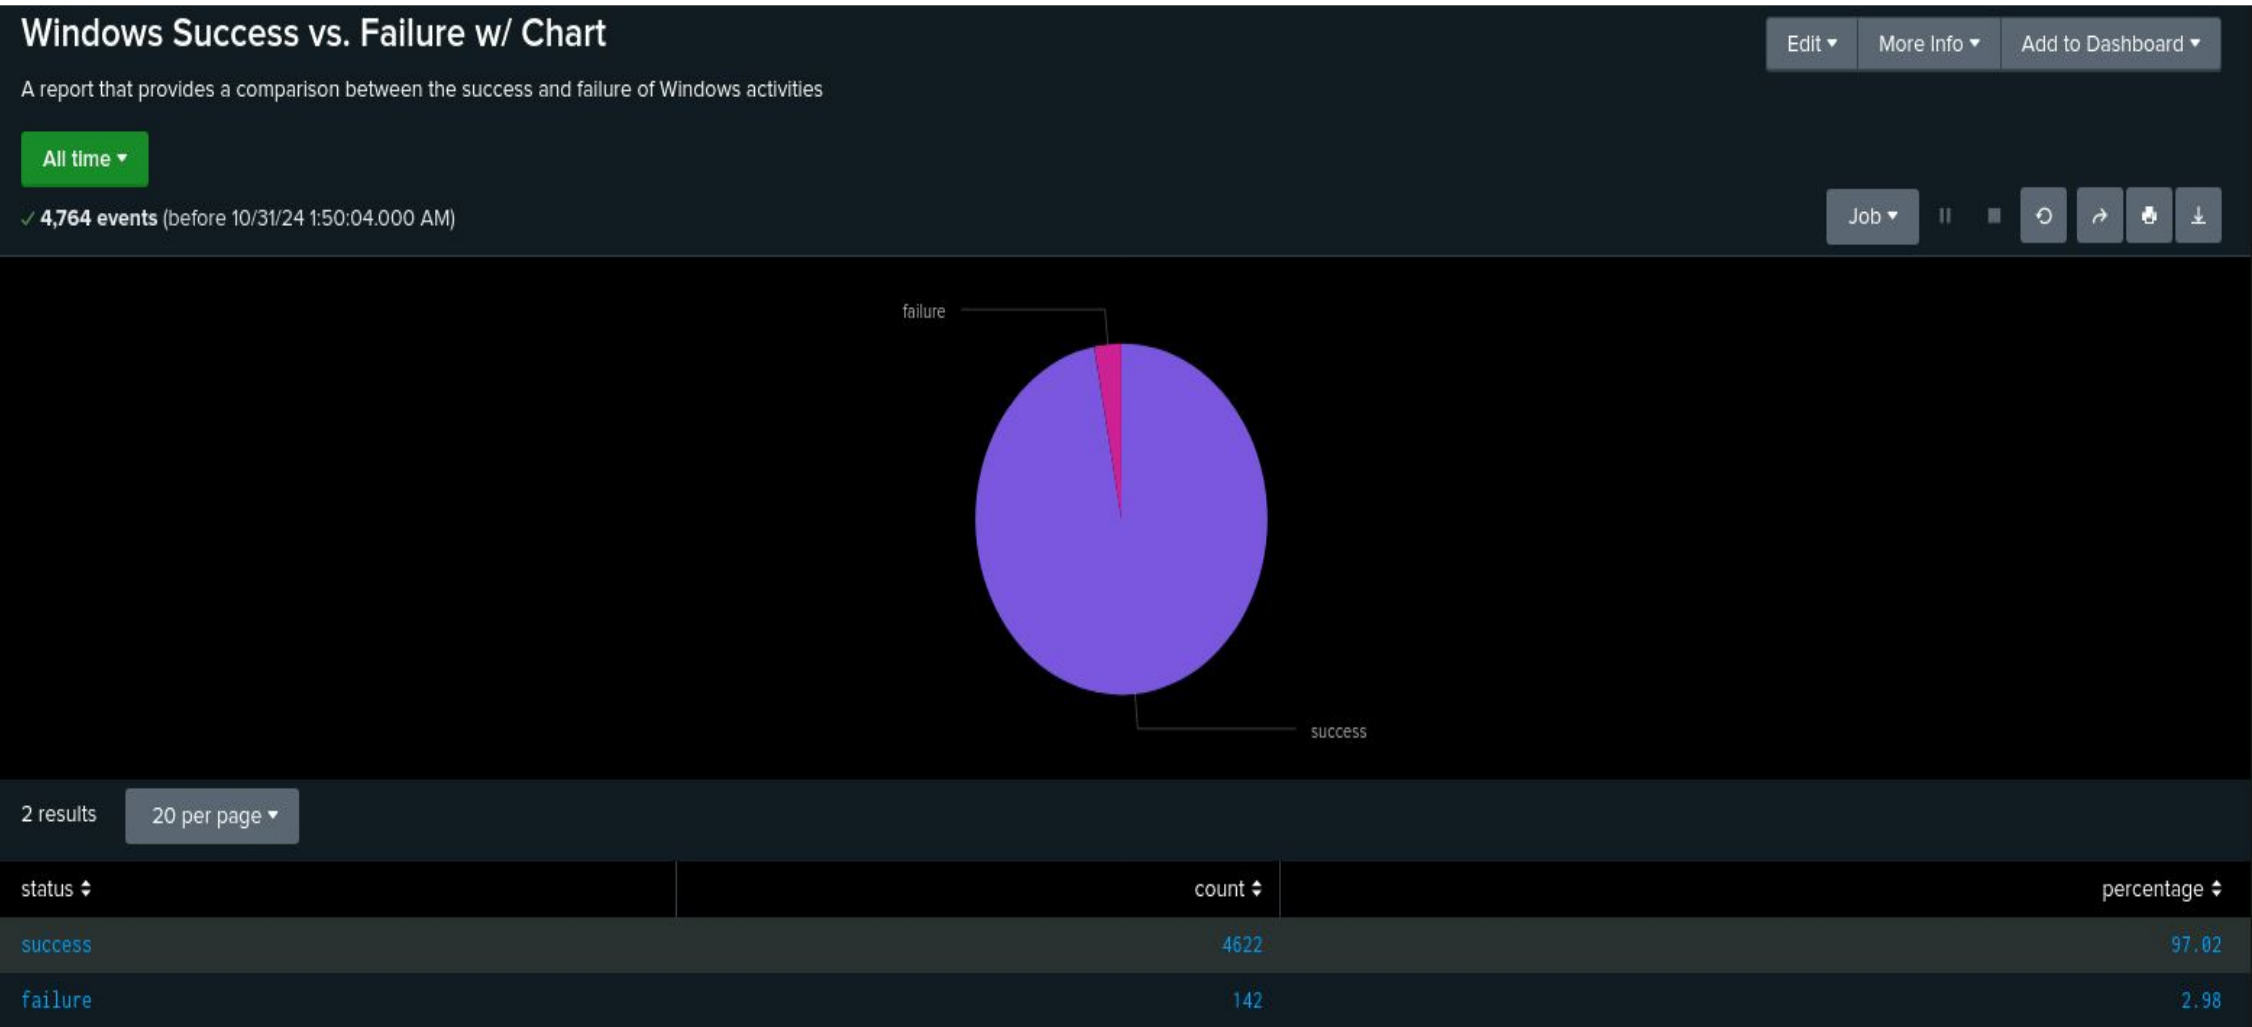 Windows Success vs. Failure w/ Chart
Edit
More Info
Add to Dashboard
A report that provides a comparison between the success and failure of Windows activities
All time
4,764 events (before 10/31/24 1:50:04.000 AM)
Job
failure
success
2 results
20 per page
status count percentage
success 4622 97.02
failure 142 2.98